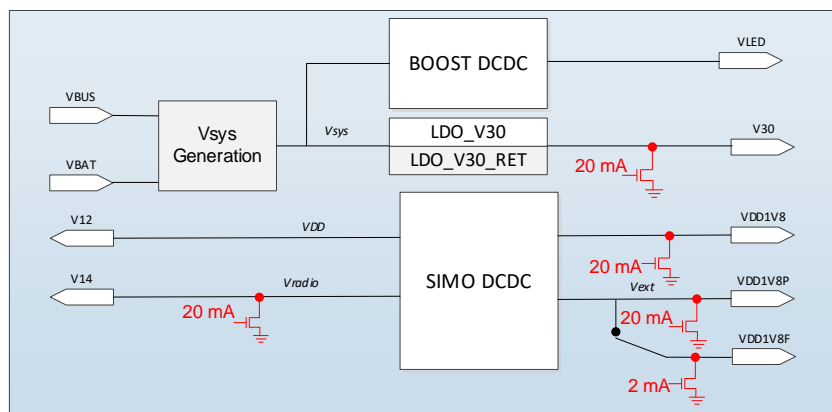 BOOST DCDC
VLED
VBUS
Vsys
Generation
Vsys
LDO_V30
LDO_V30_RET
V30
VBAT
20 mA
V12
VDD
SIMO DCDC
VDD1V8
20 mA
V14
Vradio
20 mA
Vext
VDD1V8P
20 mA
VDD1V8F
2 mA